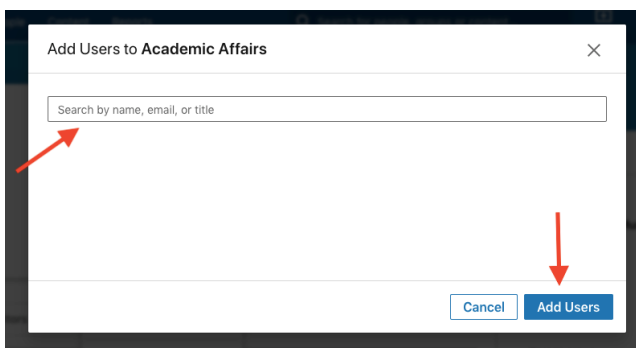 Add Users to Academic Affairs
Search by name, email, or title
Cancel Add Users